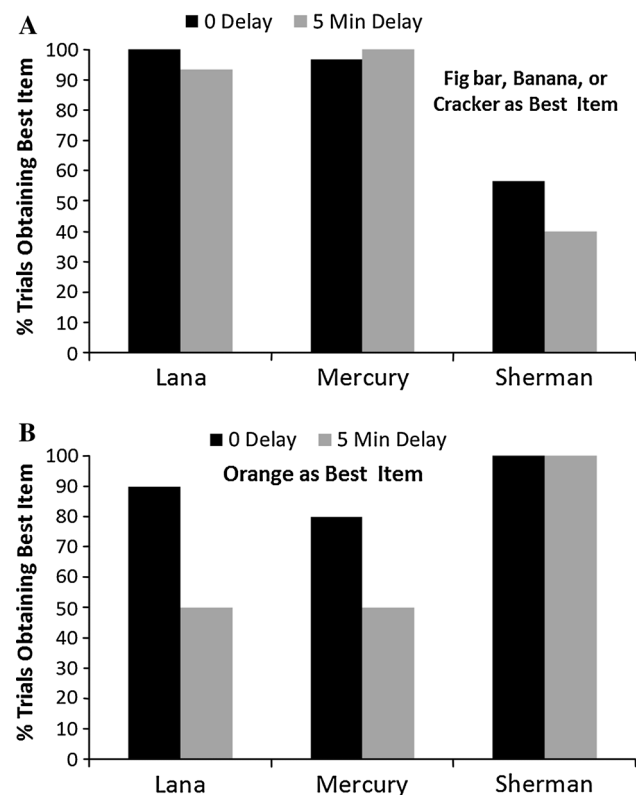 A
0 Delay 5 Min Delay
% Trials Obtaining Best Item
100
90
80
70
60
50
40
30
20
10
0
Fig bar, Banana, or
Cracker as Best Item
Lana Mercury Sherman
B
0 Delay 5 Min Delay
Orange as Best Item
% Trials Obtaining Best Item
100
90
80
70
60
50
40
30
20
10
0
Lana Mercury Sherman